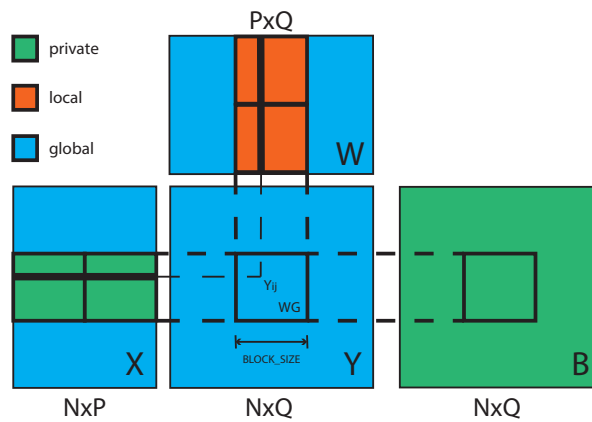 PxQ
private
local
global
W
Yij
WG
BLOCK_SIZE
X
Y
B
NxP
NxQ
NxQ